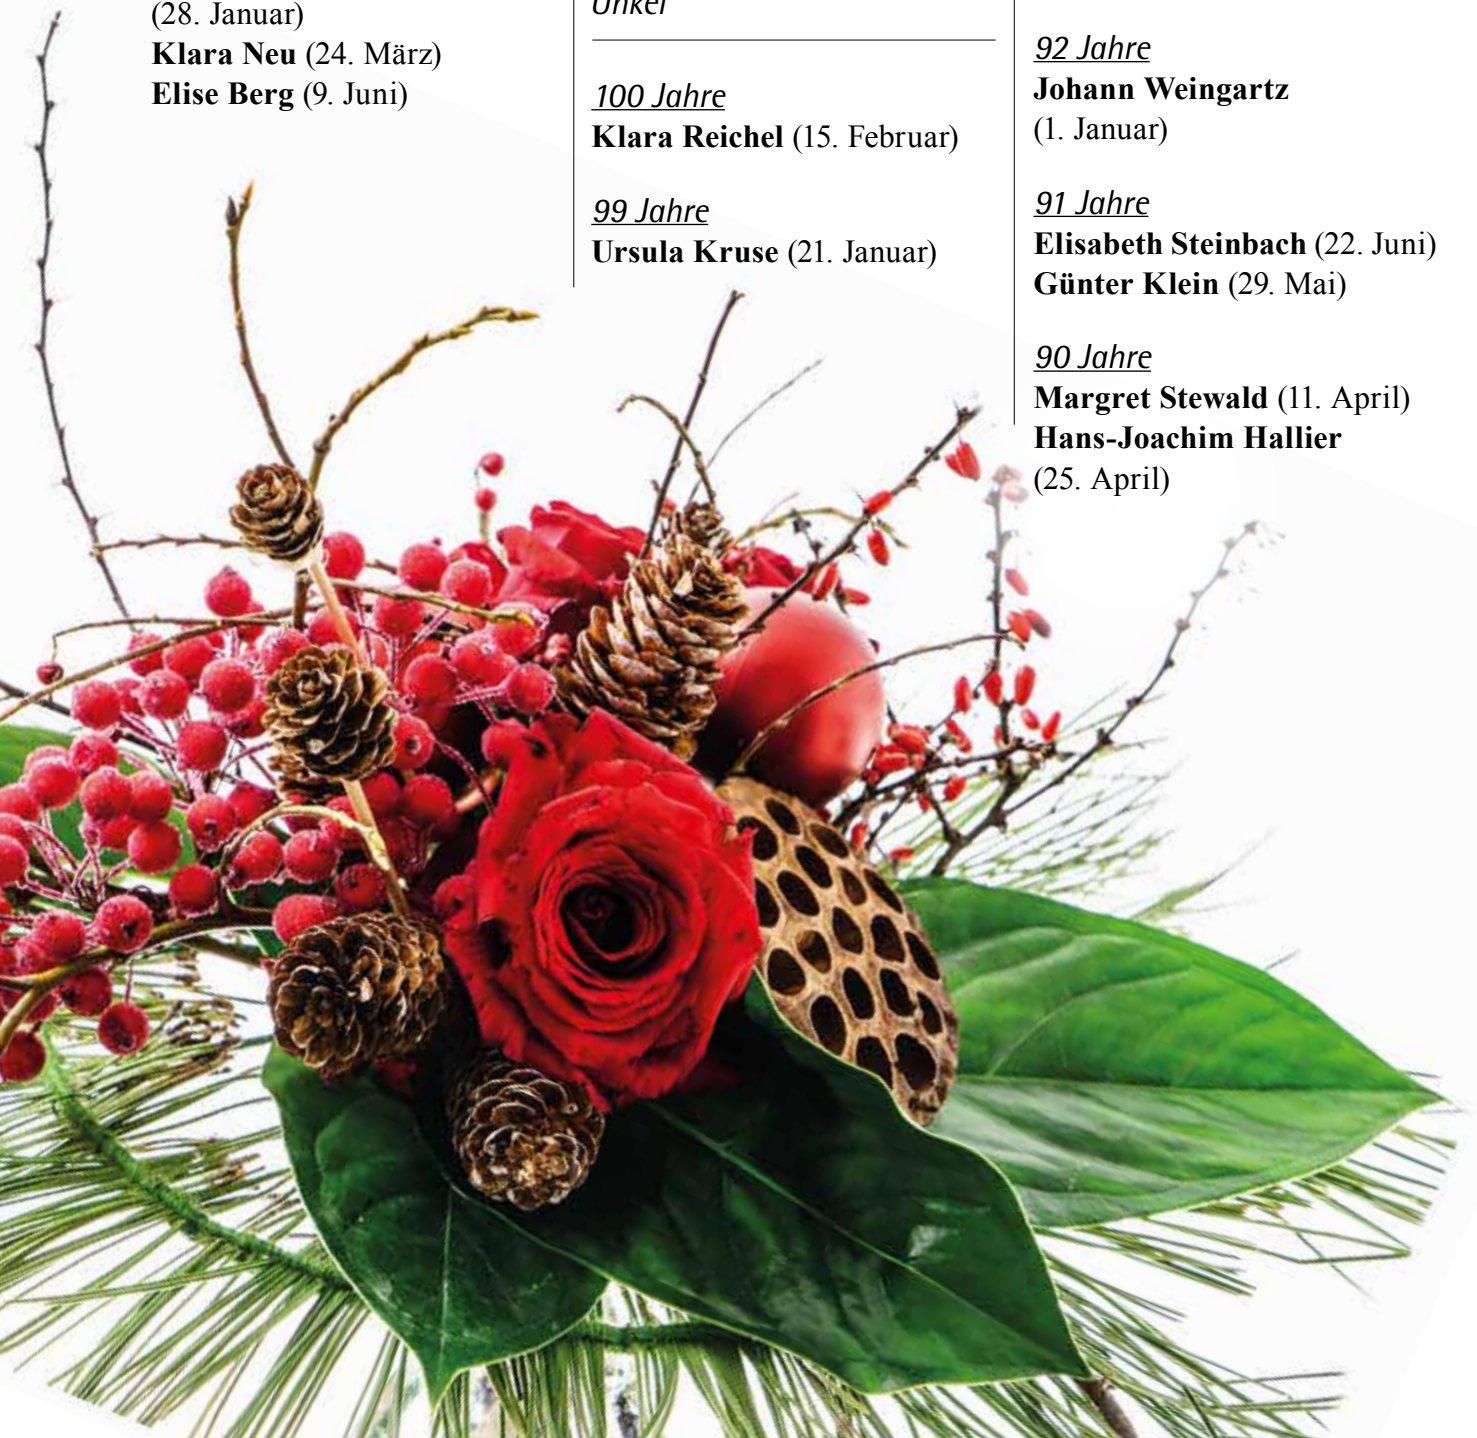 (28. Januar)
Klara Neu (24. März)
Elise Berg (9. Juni)
Unkel
100 Jahre
Klara Reichel (15. Februar)
99 Jahre
Ursula Kruse (21. Januar)
92 Jahre
Johann Weingartz
(1. Januar)
91 Jahre
Elisabeth Steinbach (22. Juni)
Günter Klein (29. Mai)
90 Jahre
Margret Stewald (11. April)
Hans-Joachim Hallier
(25. April)